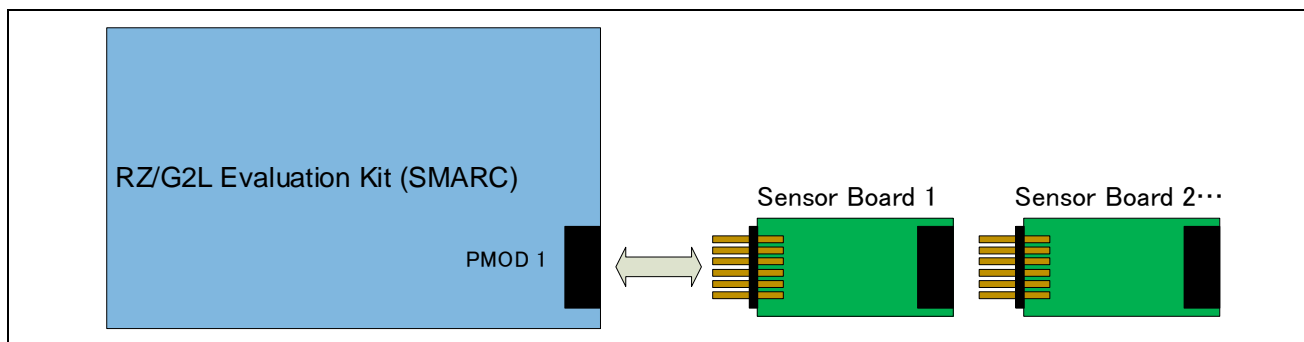 RZ/G2L Evaluation Kit (SMARC)
Sensor Board 1
Sensor Board 2⋯
PMOD 1